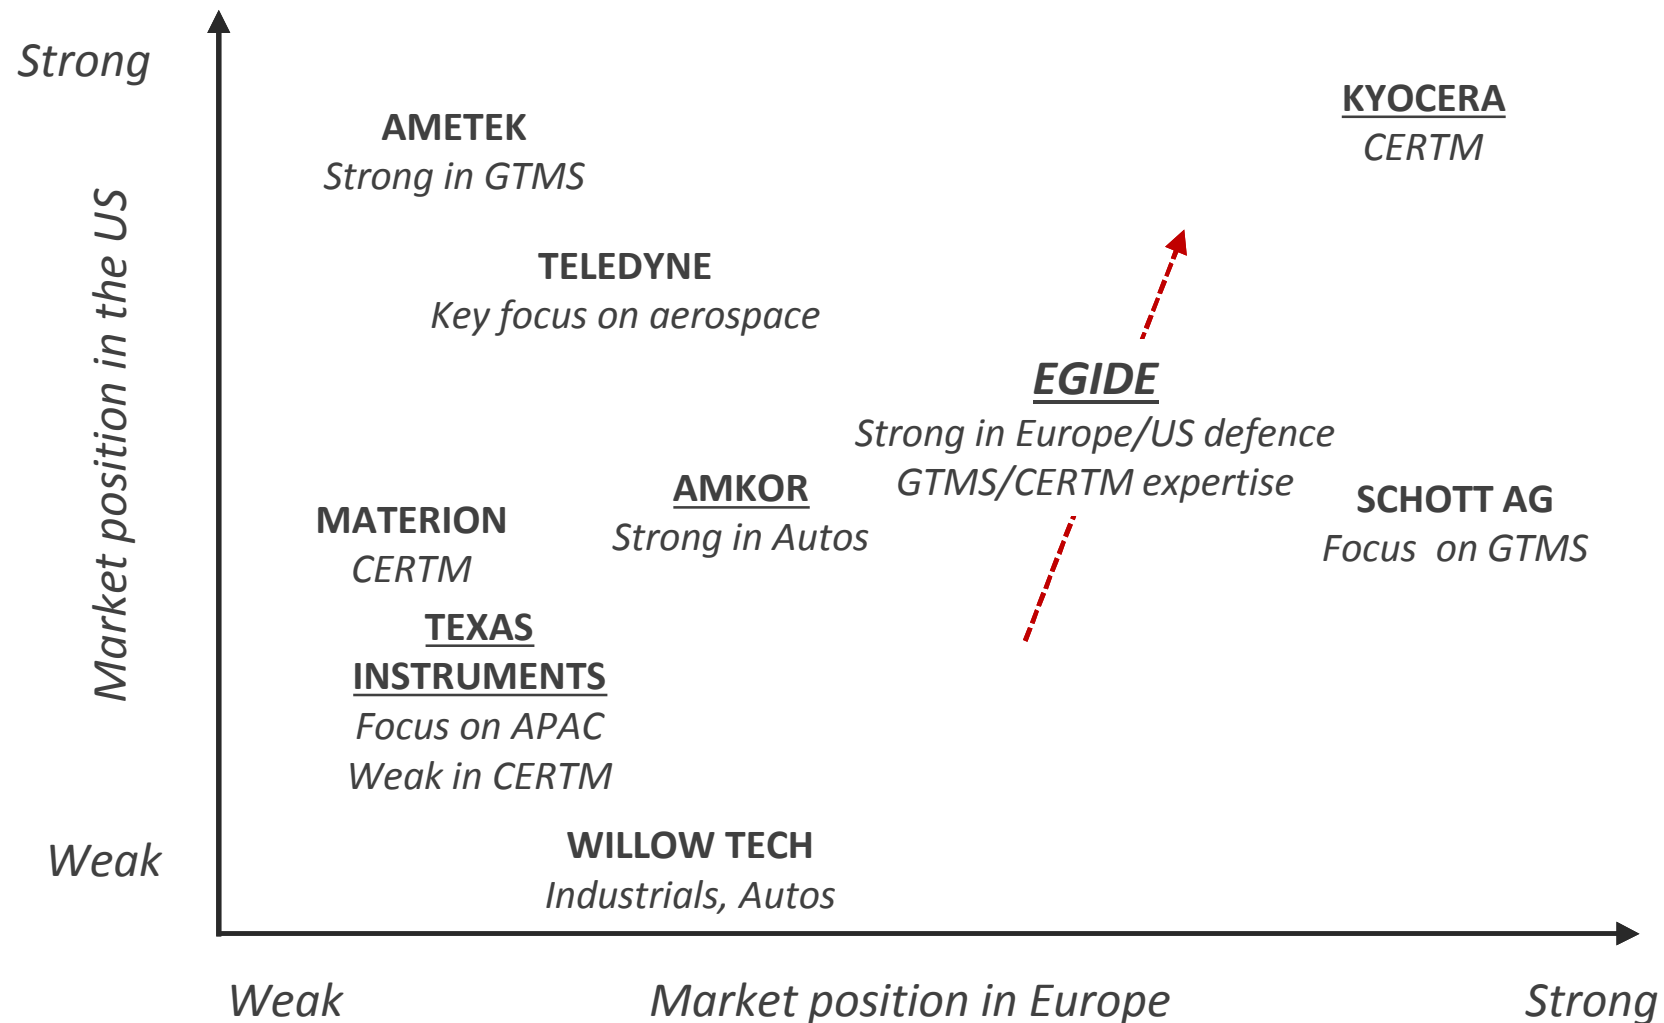 Strong
Market position in the US
Weak
AMETEK
Strong in GTMS
KYOCERA
CERTM
TELEDYNE
Key focus on aerospace
EGIDE
Strong in Europe/US defence
GTMS/CERTM expertise
AMKOR
Strong in Autos
SCHOTT AG
Focus  on GTMS
MATERION
CERTM
TEXAS
INSTRUMENTS
Focus on APAC
Weak in CERTM
WILLOW TECH
Industrials, Autos
Weak
Market position in Europe
Strong